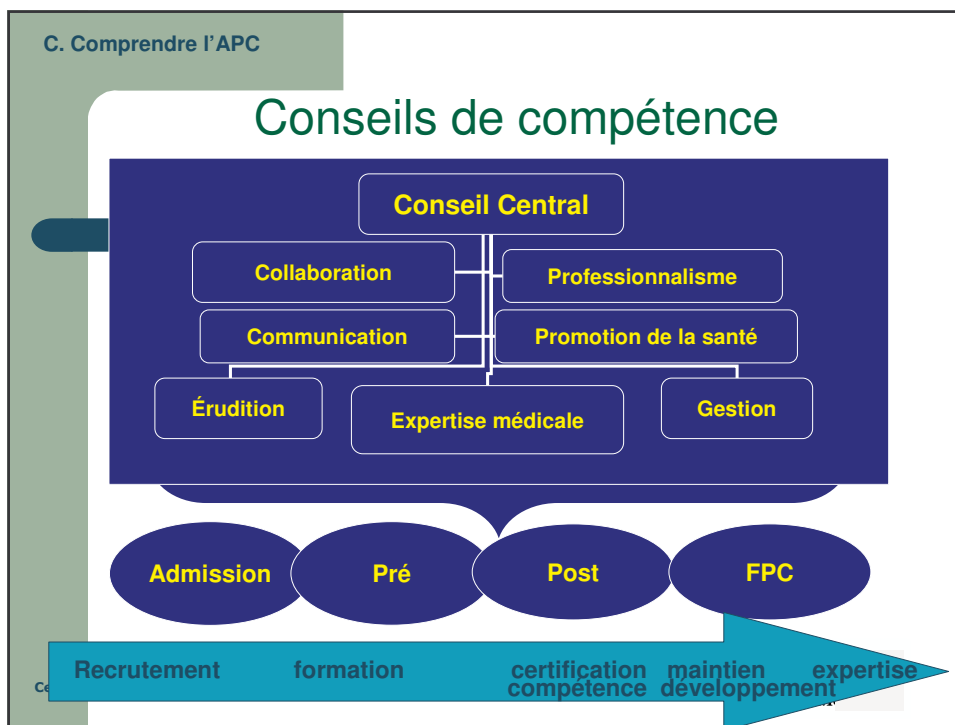 C. Comprendre l'APC
Conseils de compétence
Conseil Central
Collaboration
Professionnalisme
Communication
Promotion de la santé
Érudition
Expertise médicale
Gestion
Admission
Pré
Post
FPC
Recrutement formation certification maintien expertise
compétence développement